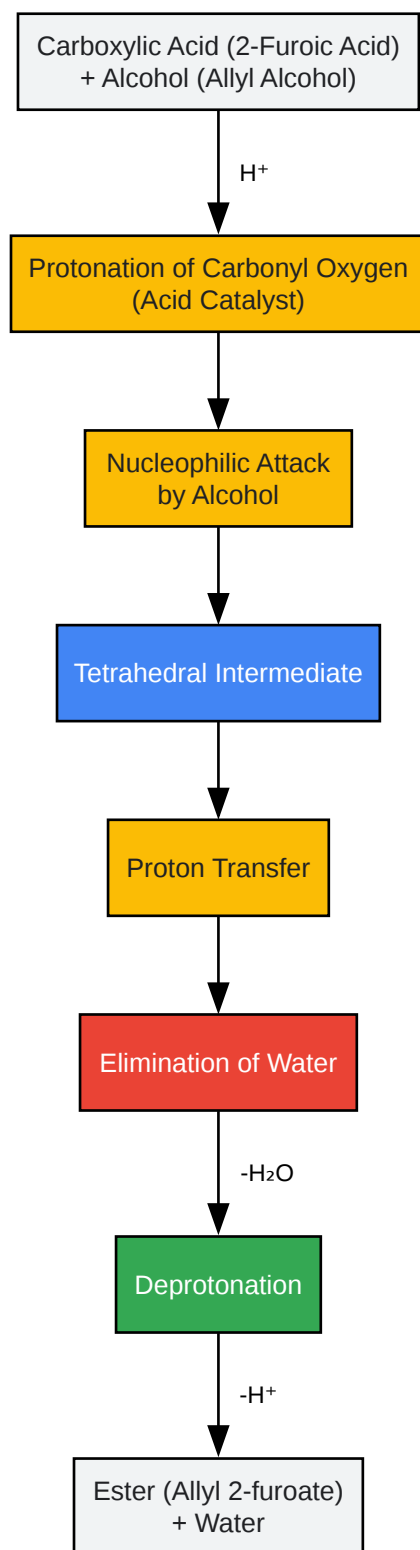 Carboxylic Acid (2-Furoic Acid)
+ Alcohol (Allyl Alcohol)
H⁺
Protonation of Carbonyl Oxygen
(Acid Catalyst)
Nucleophilic Attack
by Alcohol
Tetrahedral Intermediate
Proton Transfer
Elimination of Water
-H₂O
Deprotonation
-H⁺
Ester (Allyl 2-furoate)
+ Water